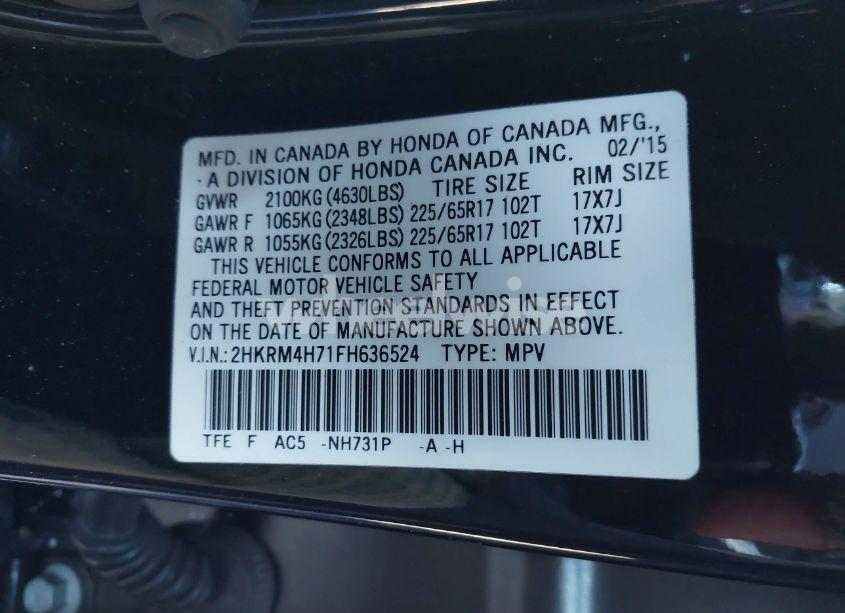 MFD. IN CANADA BY HONDA OF CANADA MFG.,
A DIVISION OF HONDA CANADA INC. 02/'15
GVWR 2100KG(4630LBS) TIRE SIZE RIM SIZE
GAWR F 1065KG(2348LBS) 225/65R17 102T 17X7J
GAWR R 1055KG(2326LBS) 225/65R17 102T 17X7J
THIS VEHICLE CONFORMS TO ALL APPLICABLE
FEDERAL MOTOR VEHICLE SAFETY
AND THEFT PREVENTION STANDARDS IN EFFECT
ON THE DATE OF MANUFACTURE SHOWN ABOVE.
V.I.N.: 2HKRM4H71FH636524 TYPE: MPV
TFE F AC5 -NH731P -A -H